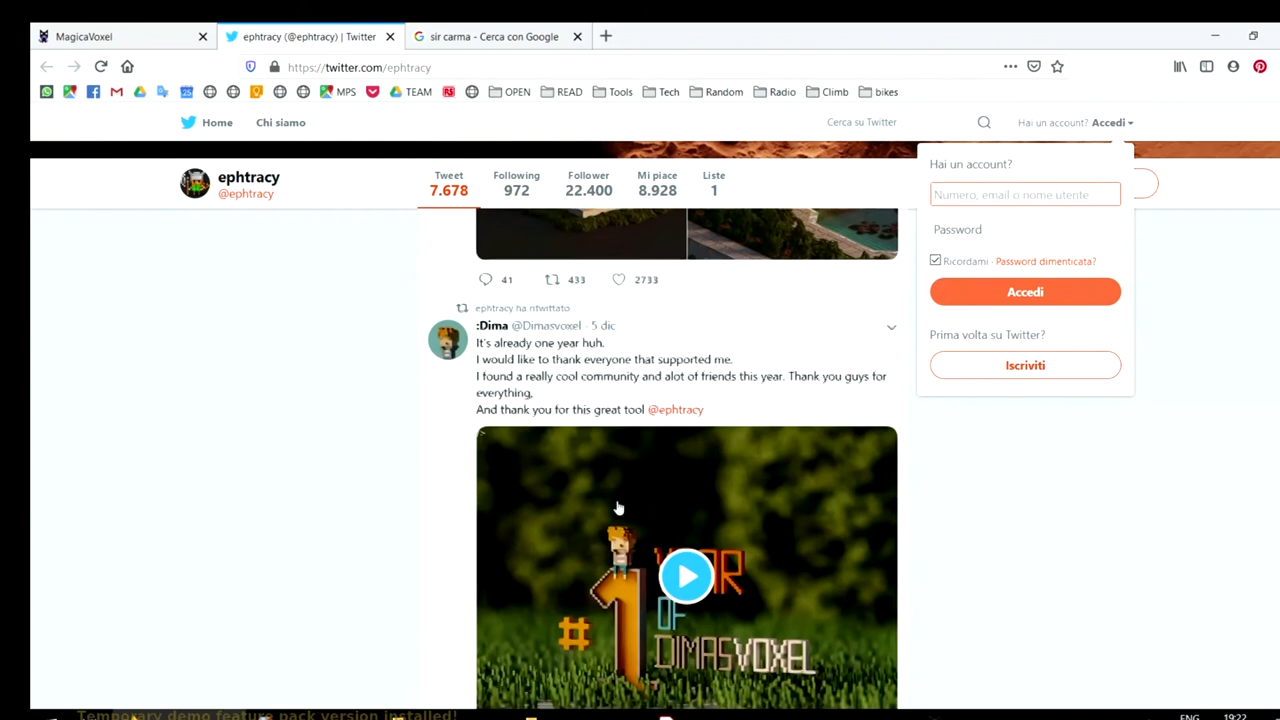 MagicaVoxel
ephtracy (@ephtracy) | Twitter
sir carma - Cerca con Google
https://twitter.com/ephtracy
MPS
TEAM
OPEN
READ
Tools
Tech
Random
Radio
Climb
bikes
Home
Chi siamo
Cerca su Twitter
Hai un account? Accedi
ephtracy
@ephtracy
Tweet
7.678
Following
972
Follower
22.400
Mi piace
8.928
Liste
1
Hai un account?
Numero, email o nome utente
Password
Ricordami · Password dimenticata?
Accedi
Prima volta su Twitter?
Iscriviti
41
433
2733
ephtracy ha ritwittato
:Dima @Dimasvoxel · 5 dic
It's already one year huh.
I would like to thank everyone that supported me.
I found a really cool community and alot of friends this year. Thank you guys for
everything,
And thank you for this great tool @ephtracy
#1
OF
DIMASVOXEL
Temporary demo feature pack version installed!
ENG
19:22